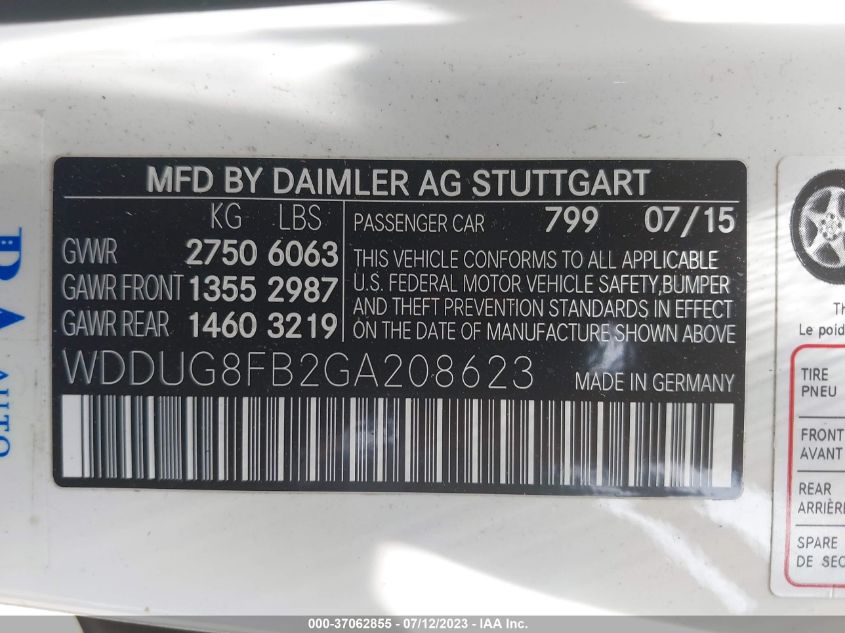 MFD BY DAIMLER AG STUTTGART
KG LBS
GVWR 2750 6063
GAWR FRONT 1355 2987
GAWR REAR 1460 3219
PASSENGER CAR 799 07/15
THIS VEHICLE CONFORMS TO ALL APPLICABLE
U.S. FEDERAL MOTOR VEHICLE SAFETY,BUMPER
AND THEFT PREVENTION STANDARDS IN EFFECT
ON THE DATE OF MANUFACTURE SHOWN ABOVE
WDDUG8FB2GA208623 MADE IN GERMANY
AUTO
Le
TIRE
PNEU
FRONT
AVANT
REAR
SPARE
DE
000-37062855 - 07/12/2023 - IAA Inc.